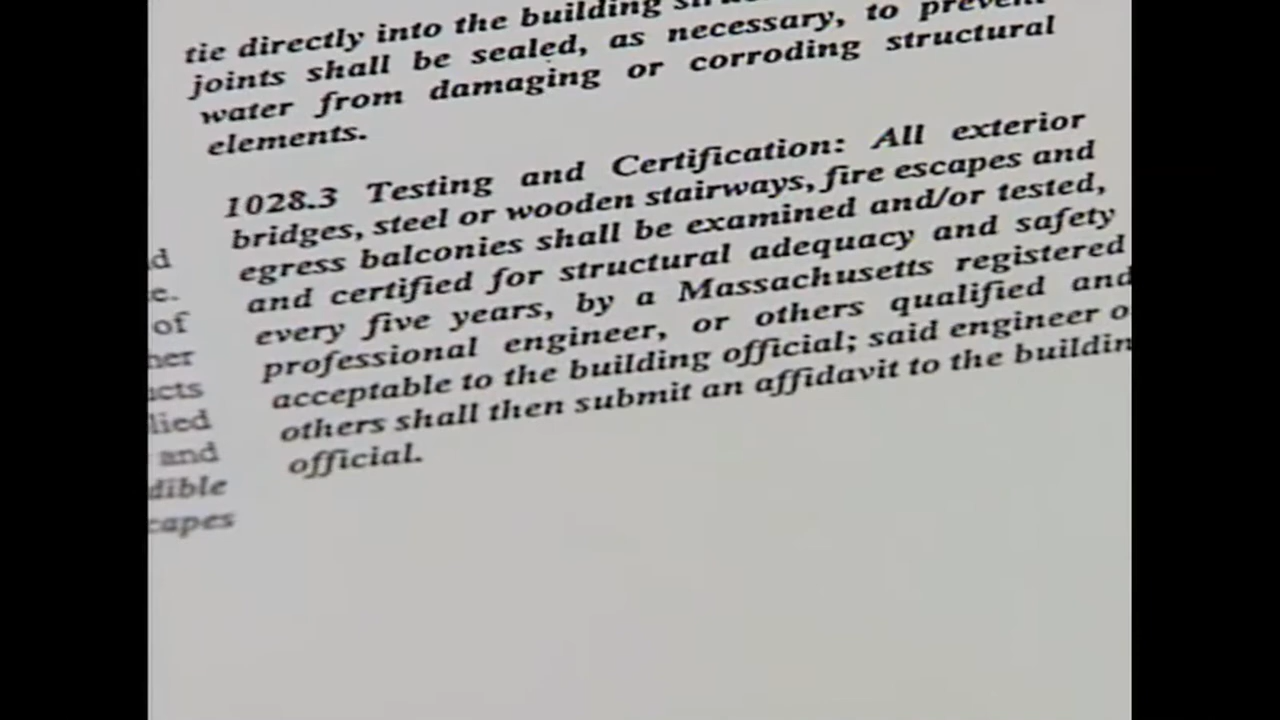 tie directly into the building
joints shall be sealed, as necessary, to
water from damaging or corroding structural
elements.
1028.3 Testing and Certification: All exterior
bridges, steel or wooden stairways, fire escapes and
egress balconies shall be examined and/or tested,
and certified for structural adequacy and safety
every five years, by a Massachusetts registered
professional engineer, or others qualified and
acceptable to the building official; said engineer
others shall then submit an affidavit to the
official.
of
and